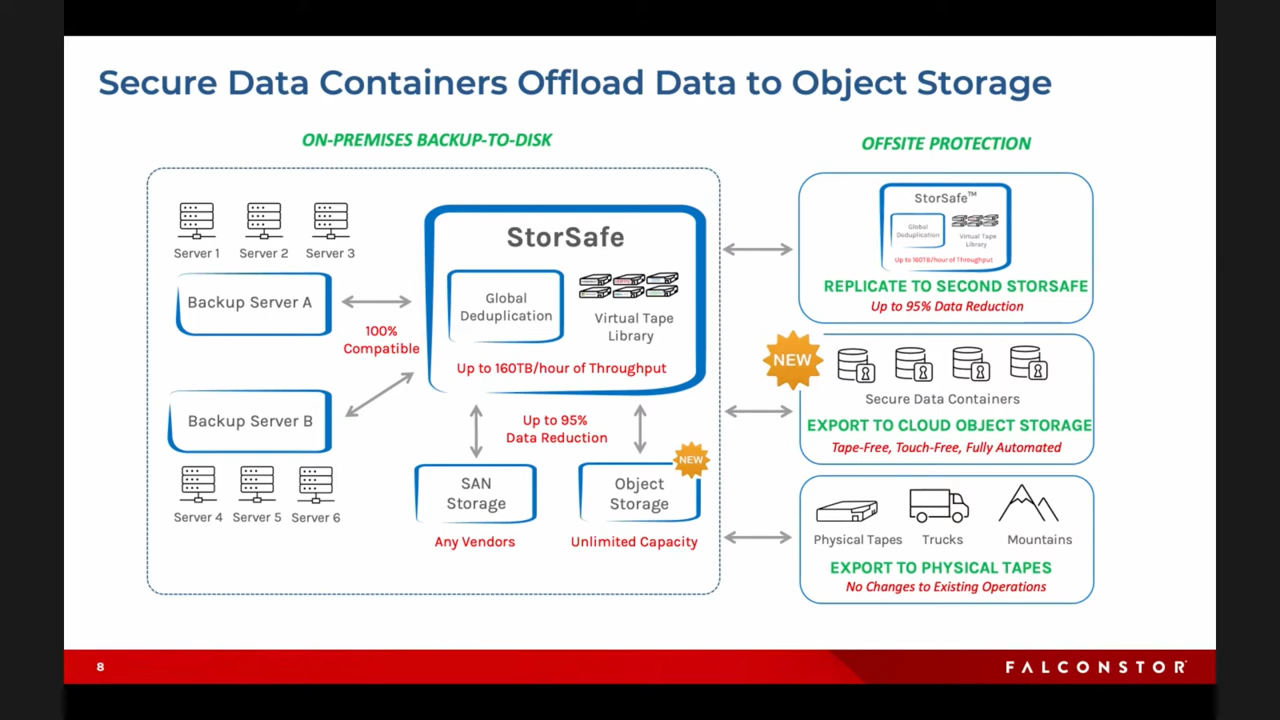 Secure Data Containers Offload Data to Object Storage
ON-PREMISES BACKUP-TO-DISK
Server 1
Server 2
Server 3
Backup Server A
100%
Compatible
Backup Server B
Server 4
Server 5
Server 6
StorSafe
Global
Deduplication
Virtual Tape
Library
Up to 160TB/hour of Throughput
Up to 95%
Data Reduction
SAN
Storage
Any Vendors
NEW
Object
Storage
Unlimited Capacity
OFFSITE PROTECTION
StorSafe™
Global
Deduplication
Virtual Tape
Library
Up to 160TB/hour of Throughput
REPLICATE TO SECOND STORSAFE
Up to 95% Data Reduction
NEW
Secure Data Containers
EXPORT TO CLOUD OBJECT STORAGE
Tape-Free, Touch-Free, Fully Automated
Physical Tapes
Trucks
Mountains
EXPORT TO PHYSICAL TAPES
No Changes to Existing Operations
8
FALCONSTOR